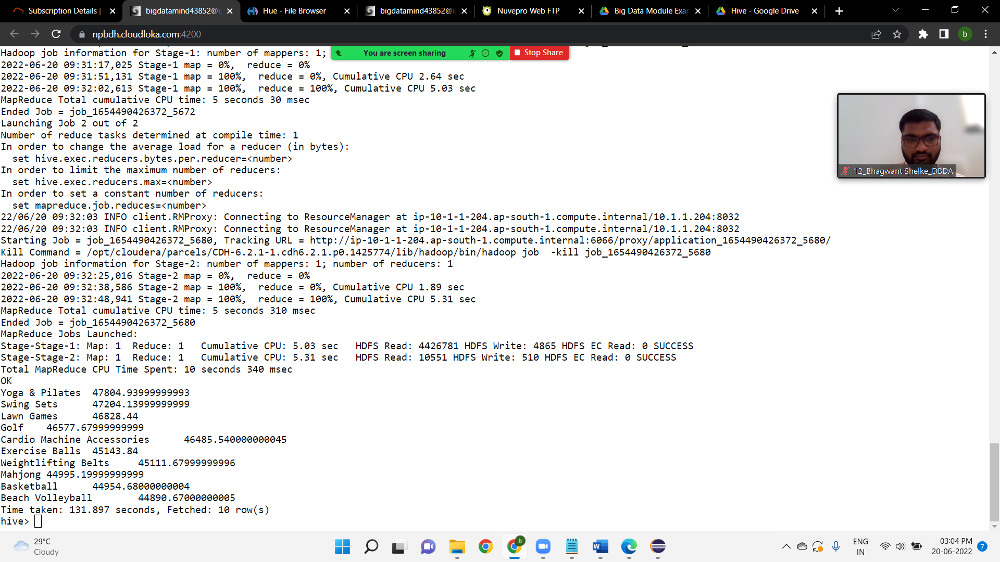 Subscription Details |
bigdatamind43852@i
Hue - File Browser
bigdatamind43852@i
Nuvepro Web FTP
Big Data Module Exa
Hive - Google Drive
npbdh.cloudloka.com:4200
b
You are screen sharing
Stop Share
Hadoop job information for Stage-1: number of mappers: 1;
2022-06-20 09:31:17,025 Stage-1 map = 0%,  reduce = 0%
2022-06-20 09:31:51,131 Stage-1 map = 100%,  reduce = 0%, Cumulative CPU 2.64 sec
2022-06-20 09:32:02,613 Stage-1 map = 100%,  reduce = 100%, Cumulative CPU 5.03 sec
MapReduce Total cumulative CPU time: 5 seconds 30 msec
Ended Job = job_1654490426372_5672
Launching Job 2 out of 2
Number of reduce tasks determined at compile time: 1
In order to change the average load for a reducer (in bytes):
  set hive.exec.reducers.bytes.per.reducer=<number>
In order to limit the maximum number of reducers:
  set hive.exec.reducers.max=<number>
In order to set a constant number of reducers:
  set mapreduce.job.reduces=<number>
22/06/20 09:32:03 INFO client.RMProxy: Connecting to ResourceManager at ip-10-1-1-204.ap-south-1.compute.internal/10.1.1.204:8032
22/06/20 09:32:03 INFO client.RMProxy: Connecting to ResourceManager at ip-10-1-1-204.ap-south-1.compute.internal/10.1.1.204:8032
Starting Job = job_1654490426372_5680, Tracking URL = http://ip-10-1-1-204.ap-south-1.compute.internal:6066/proxy/application_1654490426372_5680/
Kill Command = /opt/cloudera/parcels/CDH-6.2.1-1.cdh6.2.1.p0.1425774/lib/hadoop/bin/hadoop job  -kill job_1654490426372_5680
Hadoop job information for Stage-2: number of mappers: 1; number of reducers: 1
2022-06-20 09:32:25,016 Stage-2 map = 0%,  reduce = 0%
2022-06-20 09:32:38,586 Stage-2 map = 100%,  reduce = 0%, Cumulative CPU 1.89 sec
2022-06-20 09:32:48,941 Stage-2 map = 100%,  reduce = 100%, Cumulative CPU 5.31 sec
MapReduce Total cumulative CPU time: 5 seconds 310 msec
Ended Job = job_1654490426372_5680
MapReduce Jobs Launched:
Stage-Stage-1: Map: 1  Reduce: 1   Cumulative CPU: 5.03 sec   HDFS Read: 4426781 HDFS Write: 4865 HDFS EC Read: 0 SUCCESS
Stage-Stage-2: Map: 1  Reduce: 1   Cumulative CPU: 5.31 sec   HDFS Read: 10551 HDFS Write: 510 HDFS EC Read: 0 SUCCESS
Total MapReduce CPU Time Spent: 10 seconds 340 msec
OK
Yoga & Pilates  47804.93999999993
Swing Sets      47204.13999999999
Lawn Games      46828.44
Golf    46577.67999999999
Cardio Machine Accessories      46485.540000000045
Exercise Balls  45143.84
Weightlifting Belts     45111.67999999996
Mahjong 44995.19999999999
Basketball      44954.68000000004
Beach Volleyball        44890.67000000005
Time taken: 131.897 seconds, Fetched: 10 row(s)
hive>
12_Bhagwant Shelke_DBDA
29°C
Cloudy
b
ENG
IN
03:04 PM
20-06-2022
7